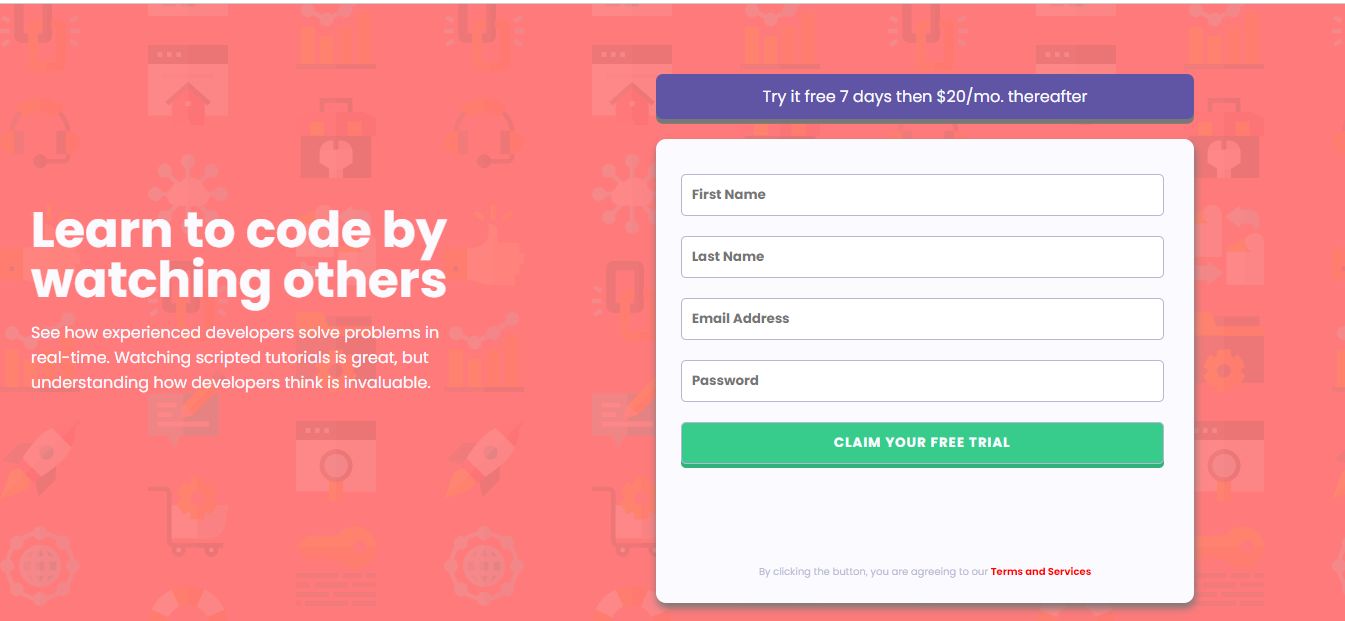 Learn to code by
watching others
See how experienced developers solve problems in
real-time. Watching scripted tutorials is great, but
understanding how developers think is invaluable.
Try it free 7 days then $20/mo. thereafter
First Name
Last Name
Email Address
Password
CLAIM YOUR FREE TRIAL
By clicking the button, you are agreeing to our Terms and Services